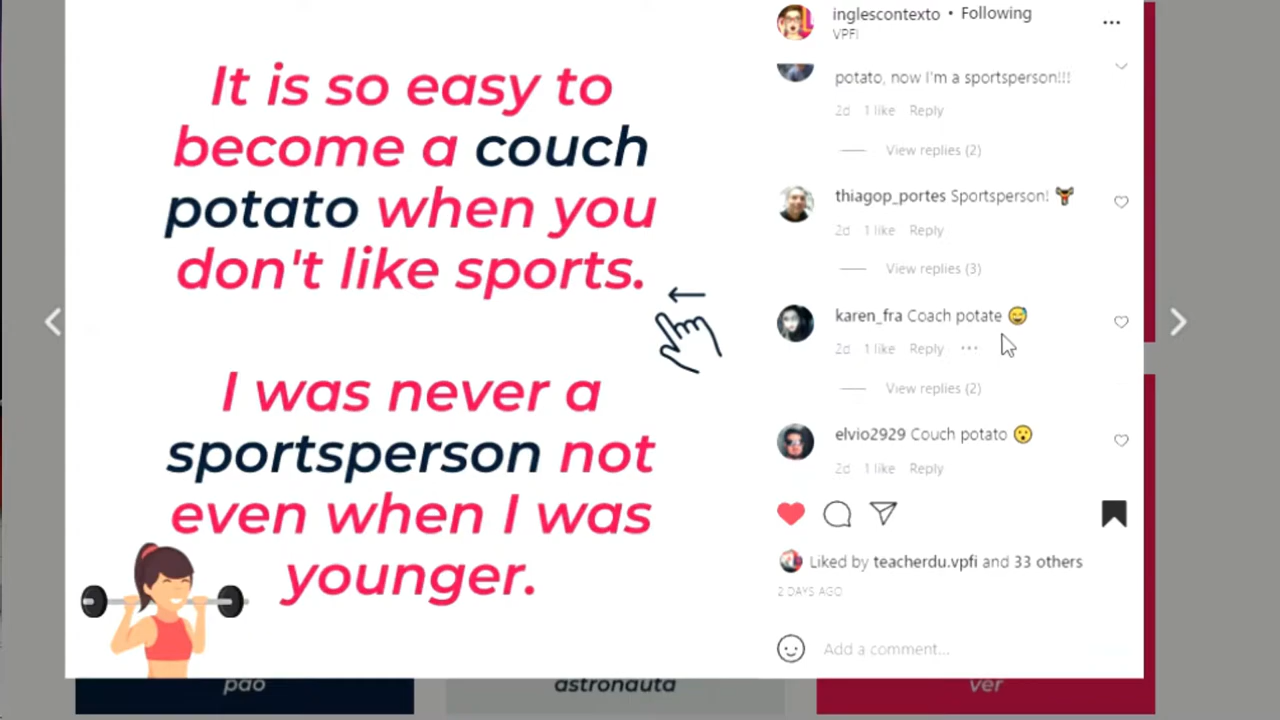 It is so easy to
become a couch
potato when you
don't like sports.
I was never a
sportsperson not
even when I was
younger.
inglescontexto • Following
VPFI
potato, now I'm a sportsperson!!!
2d 1 like Reply
View replies (2)
thiagop_portes Sportsperson!
2d 1 like Reply
View replies (3)
karen_fra Coach potate 😅
2d 1 like Reply ...
View replies (2)
elvio2929 Couch potato 😮
2d 1 like Reply
Liked by teacherdu.vpfi and 33 others
2 DAYS AGO
Add a comment...
pão
astronauta
ver